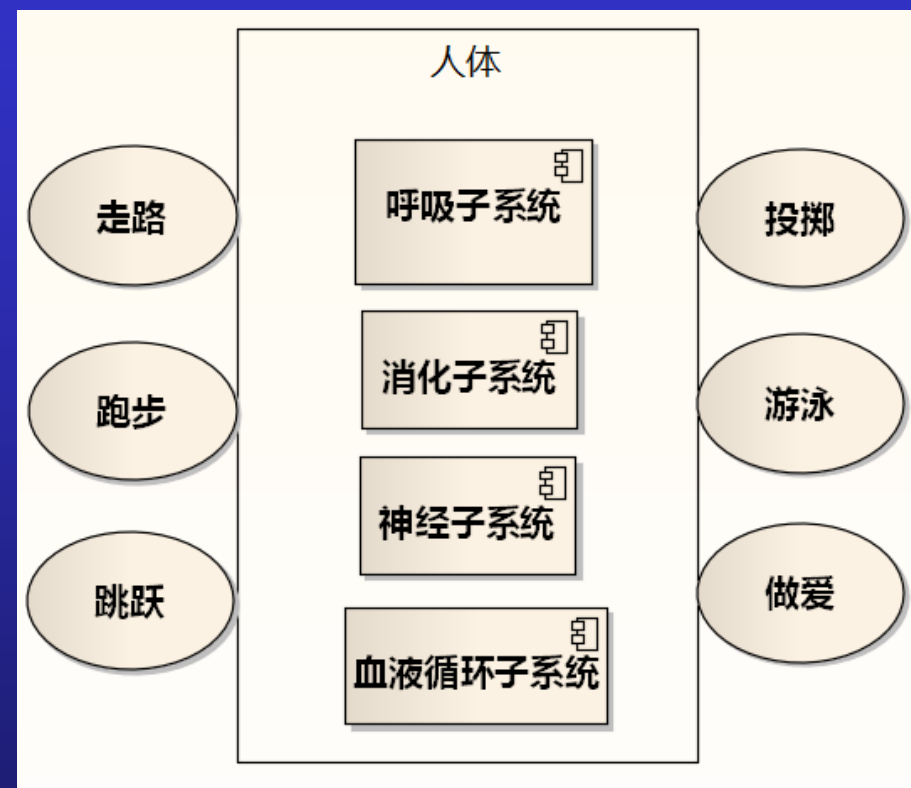 人体
走路
跑步
跳跃
呼吸子系统
消化子系统
神经子系统
血液循环子系统
投掷
游泳
做爱